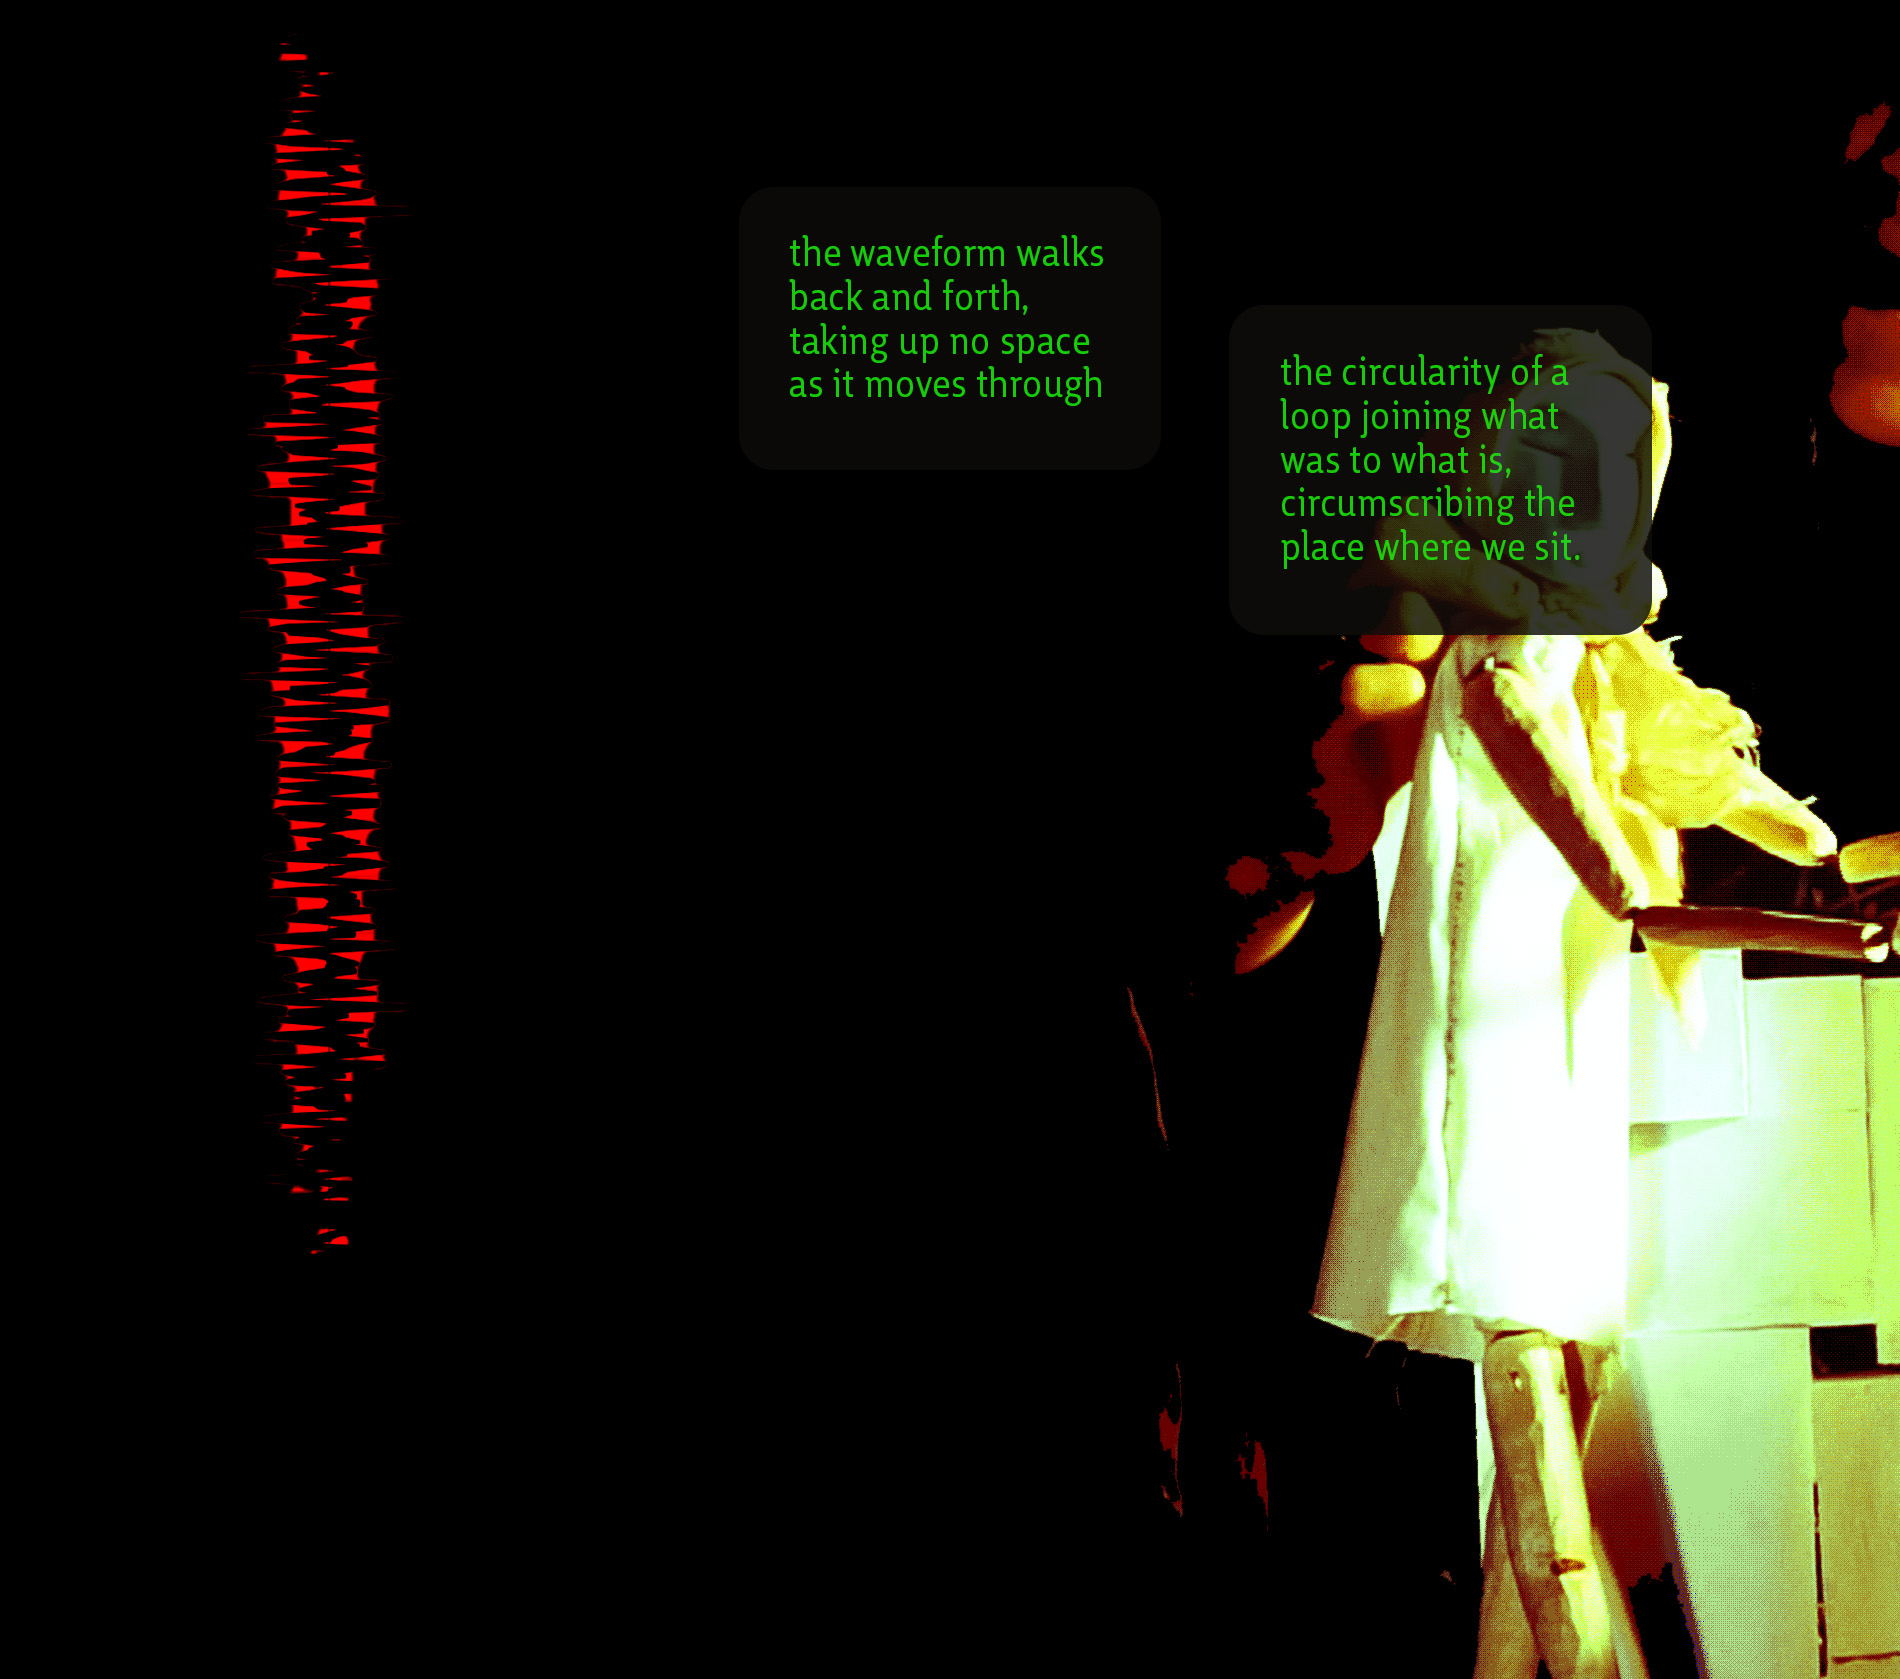 the waveform walks
back and forth,
taking up no space
as it moves through
the circularity of a
loop joining what
was to what is,
circumscribing the
place where we sit.